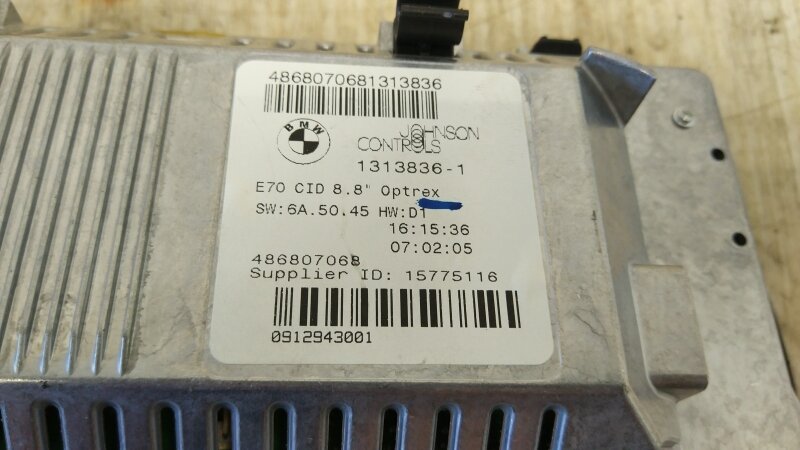 4868070681313836
BMW
JOHNSON
CONTROLS
1313836-1
E70 CID 8.8" Optrex
SW:6A.50.45 HW:D1
16:15:36
07:02:05
486807068
Supplier ID: 15775116
0912943001